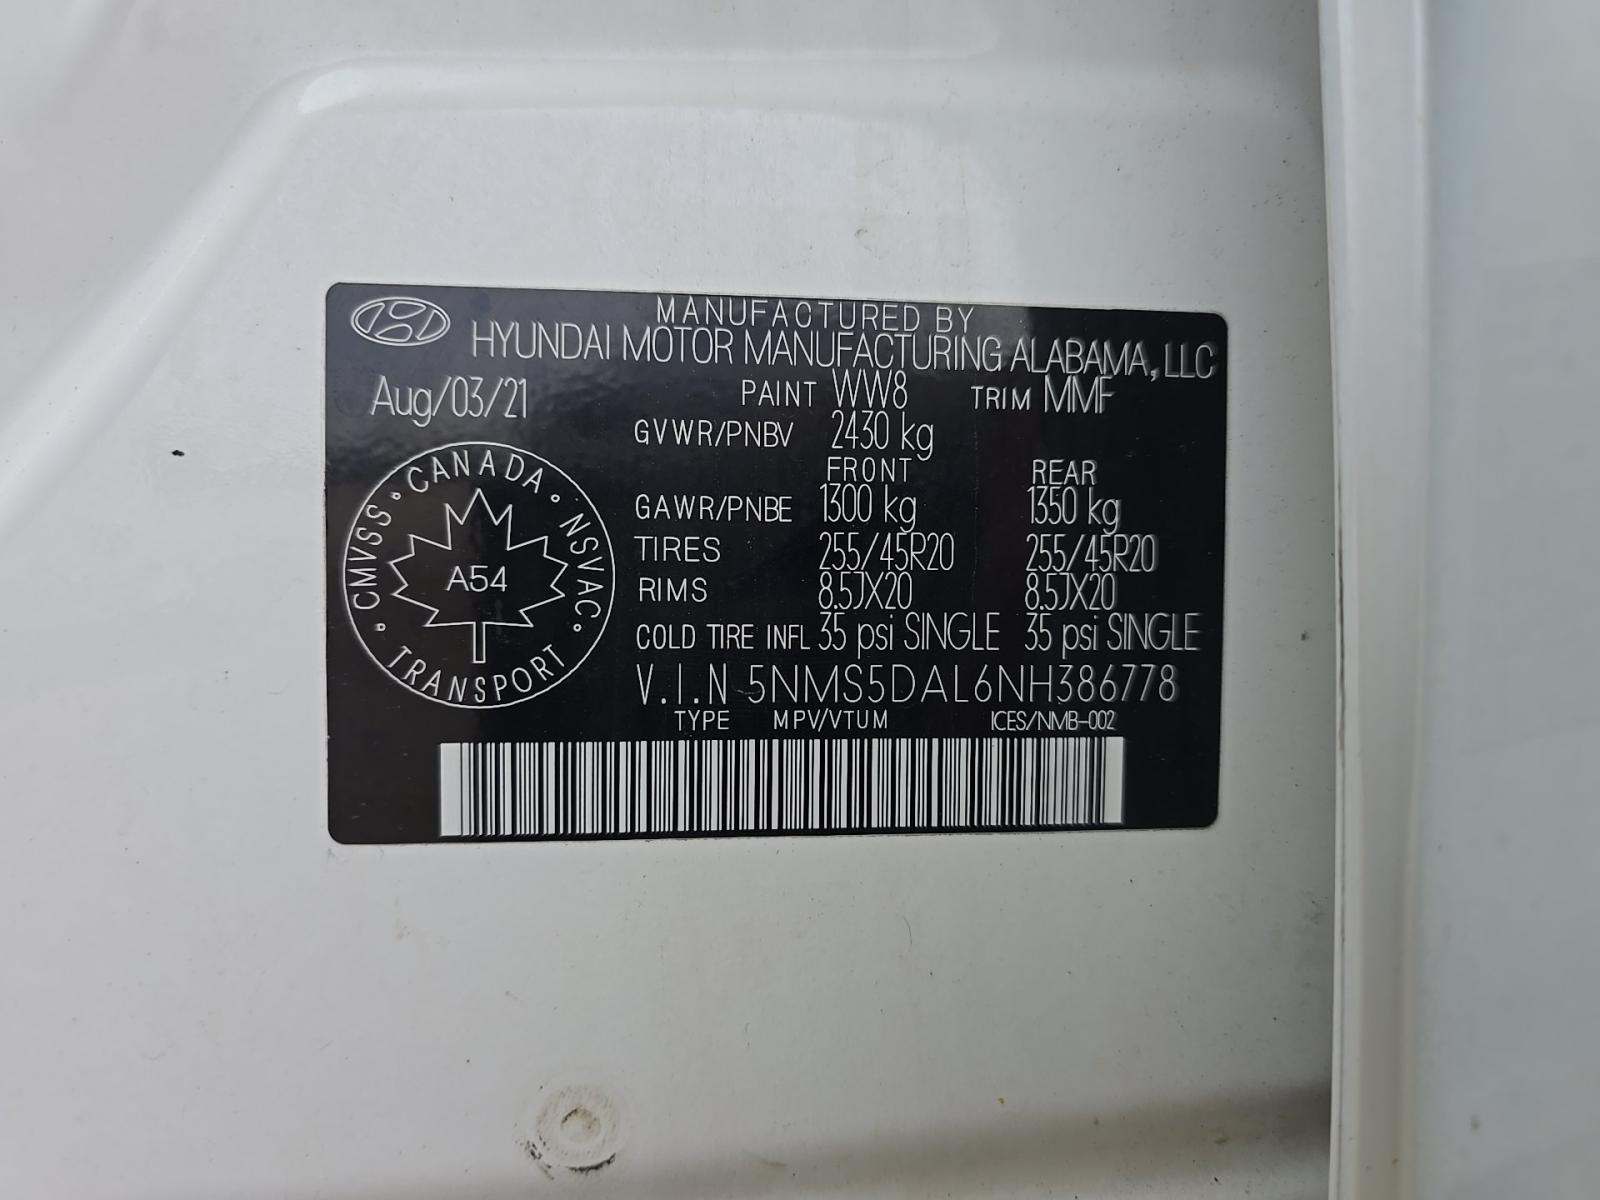 MANUFACTURED BY
HYUNDAI MOTOR MANUFACTURING ALABAMA, LLC
Aug/03/21 PAINT WW8 TRIM MMF
GVWR/PNBV 2430 kg
FRONT REAR
GAWR/PNBE 1300 kg 1350 kg
TIRES 255/45R20 255/45R20
RIMS 8.5JX20 8.5JX20
COLD TIRE INFL 35 psi SINGLE 35 psi SINGLE
V.I.N 5NMS5DAL6NH386778
TYPE MPV/VTUM ICES/NMB-002
CMVSS CANADA NSVAC
A54
TRANSPORT